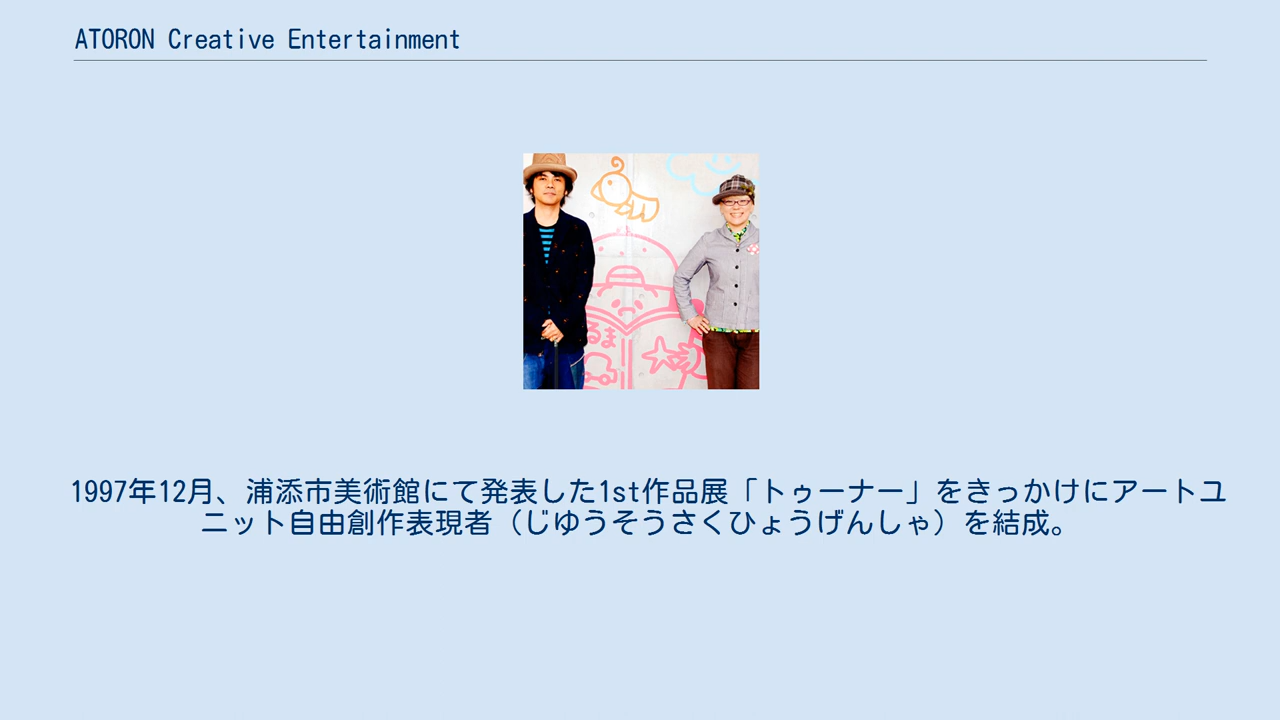 ATORON Creative Entertainment
るま
1997年12月、浦添市美術館にて発表した1st作品展「トゥーナー」をきっかけにアートユ
ニット自由創作表現者（じゆうそうさくひょうげんしゃ）を結成。